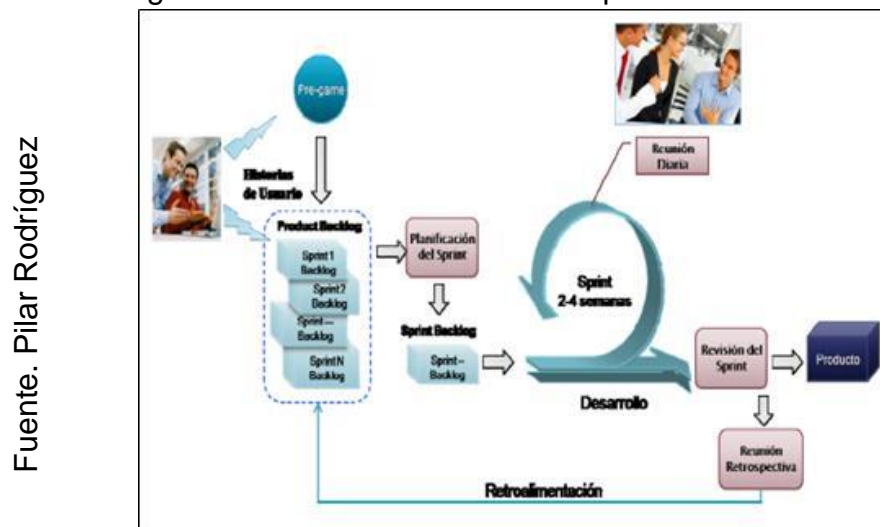 Fuente. Pilar Rodríguez
Pre-game
Historias
de Usuario
Product Backlog
Sprint 1
Backlog
Sprint 2
Backlog
Sprint—
Backlog
Sprint N
Backlog
Planificación
del Sprint
Sprint Backlog
Sprint—
Backlog
Reunión
Diaria
Sprint
2-4 semanas
Desarrollo
Revisión del
Sprint
Producto
Reunión
Retrospectiva
Retroalimentación